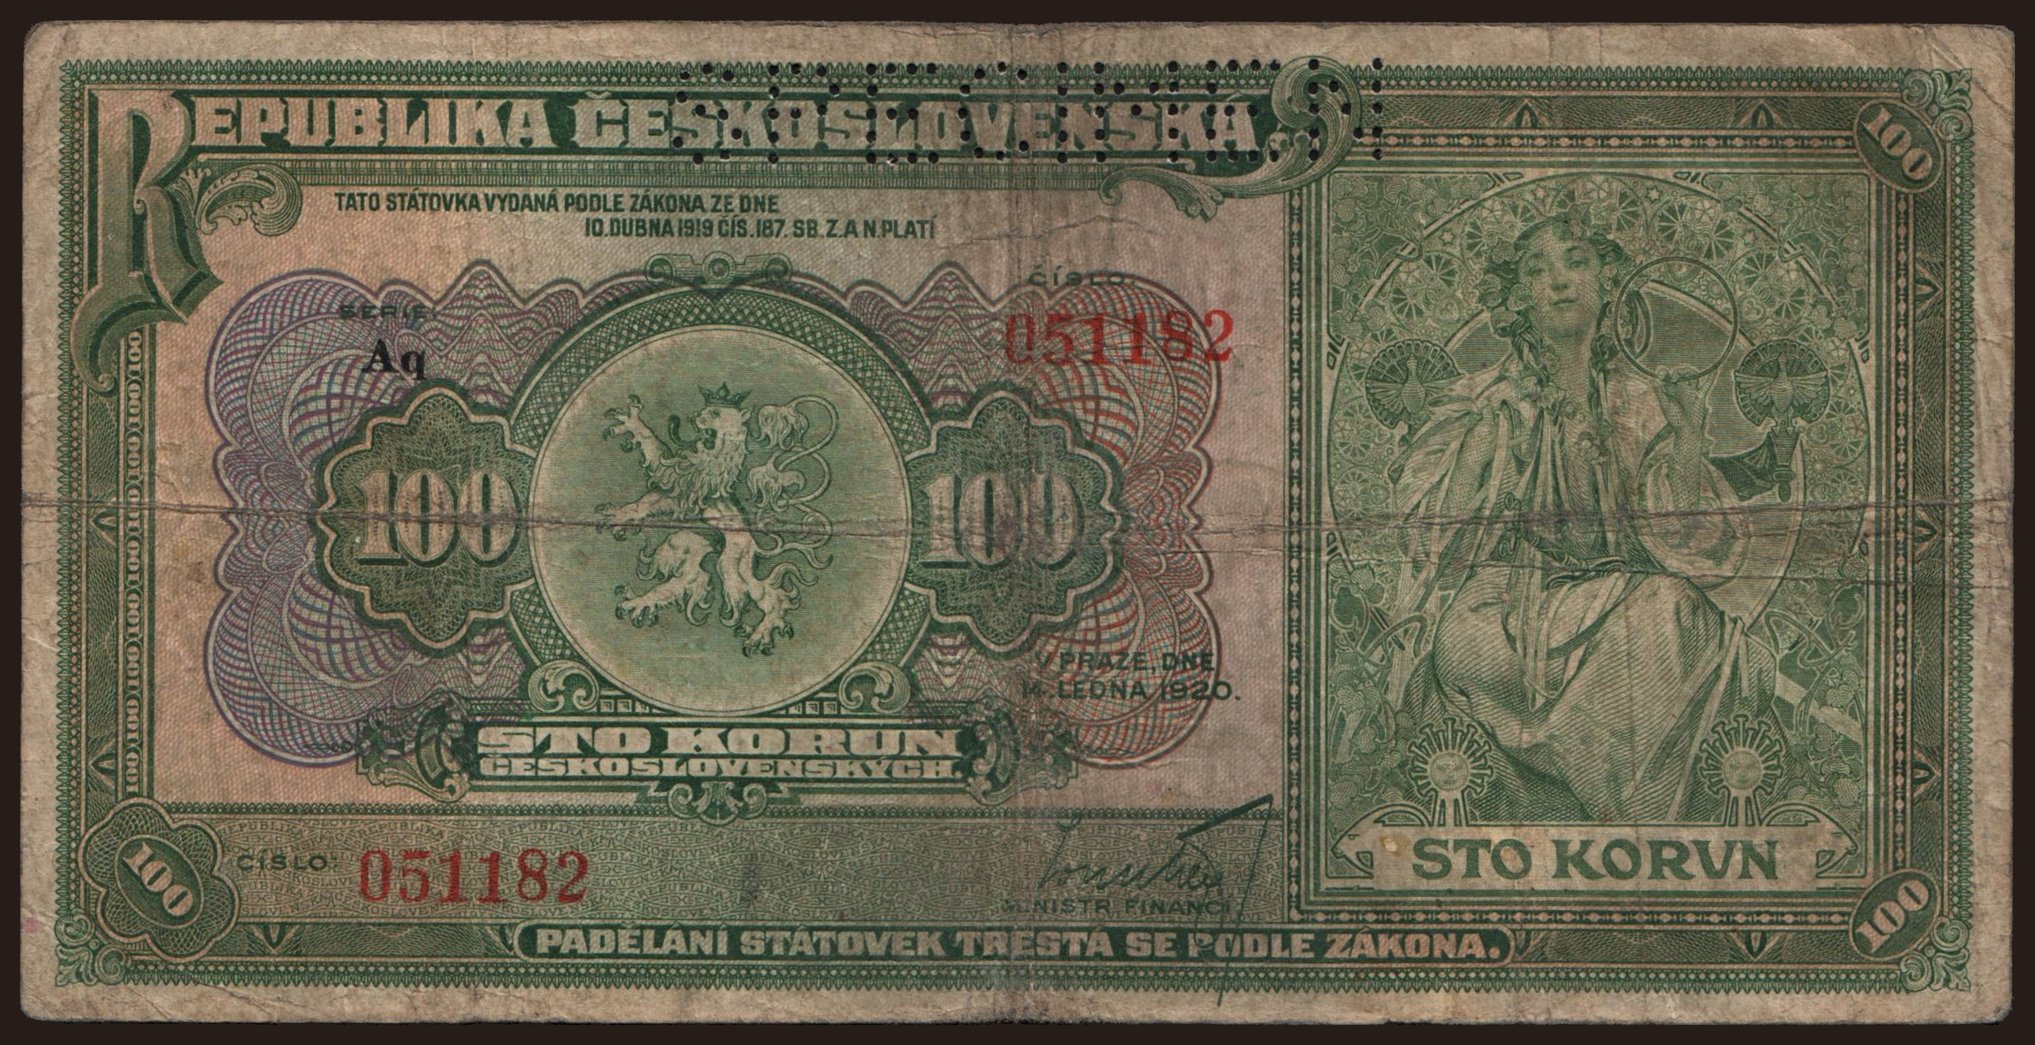 REPUBLIKA ČESKOSLOVENSKÁ.
100
TATO STÁTOVKA VYDANÁ PODLE ZÁKONA ZE DNE
10. DUBNA 1919 ČÍS. 187. SB. Z. A N. PLATÍ
SERIE:
Aq
ČÍSLO
051182
100
100
V PRAZE, DNE
14. LEDNA 1920.
STO KORUN
ČESKOSLOVENSKÝCH.
100
ČÍSLO:
051182
MINISTR FINANCÍ
STO KORVN
100
PADĚLÁNÍ STÁTOVEK TRESTÁ SE PODLE ZÁKONA.